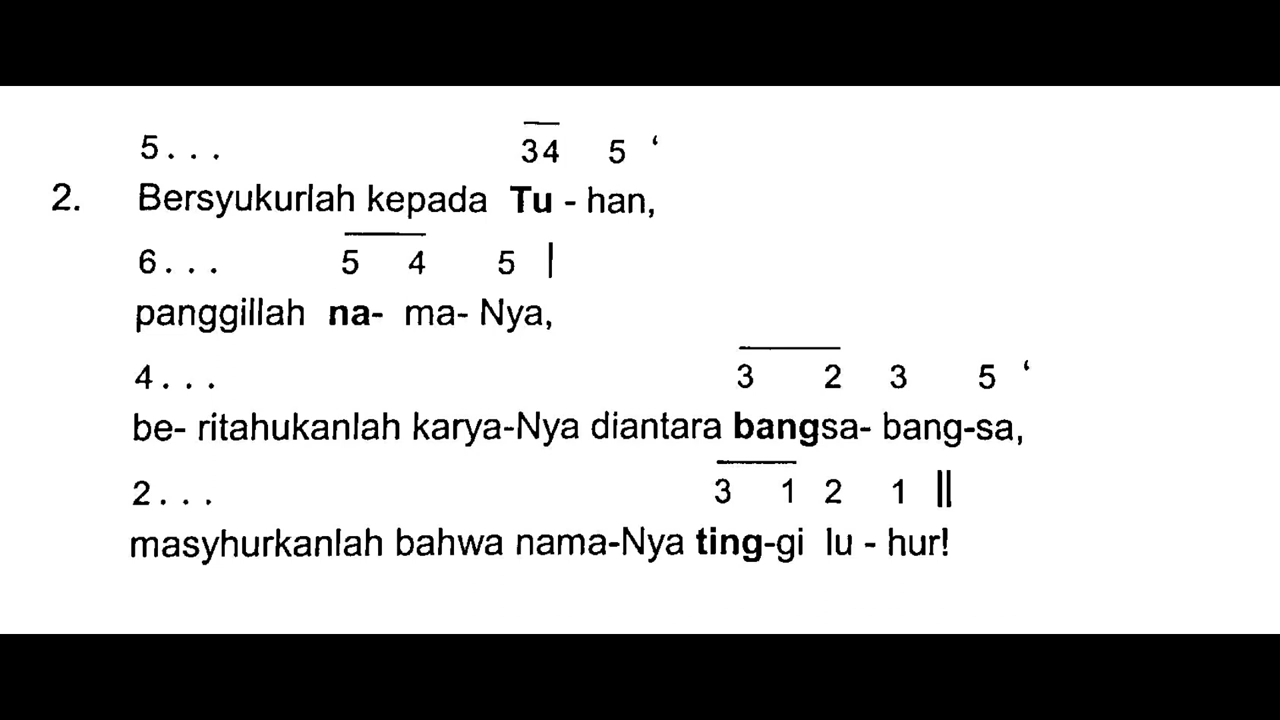 5... 34 5 ‘
2. Bersyukurlah kepada Tu - han,
6... 5 4 5 |
panggillah na- ma- Nya,
4... 3 2 3 5 ‘
be- ritahukanlah karya-Nya diantara bangsa- bang-sa,
2... 3 1 2 1 ||
masyhurkanlah bahwa nama-Nya ting-gi lu - hur!